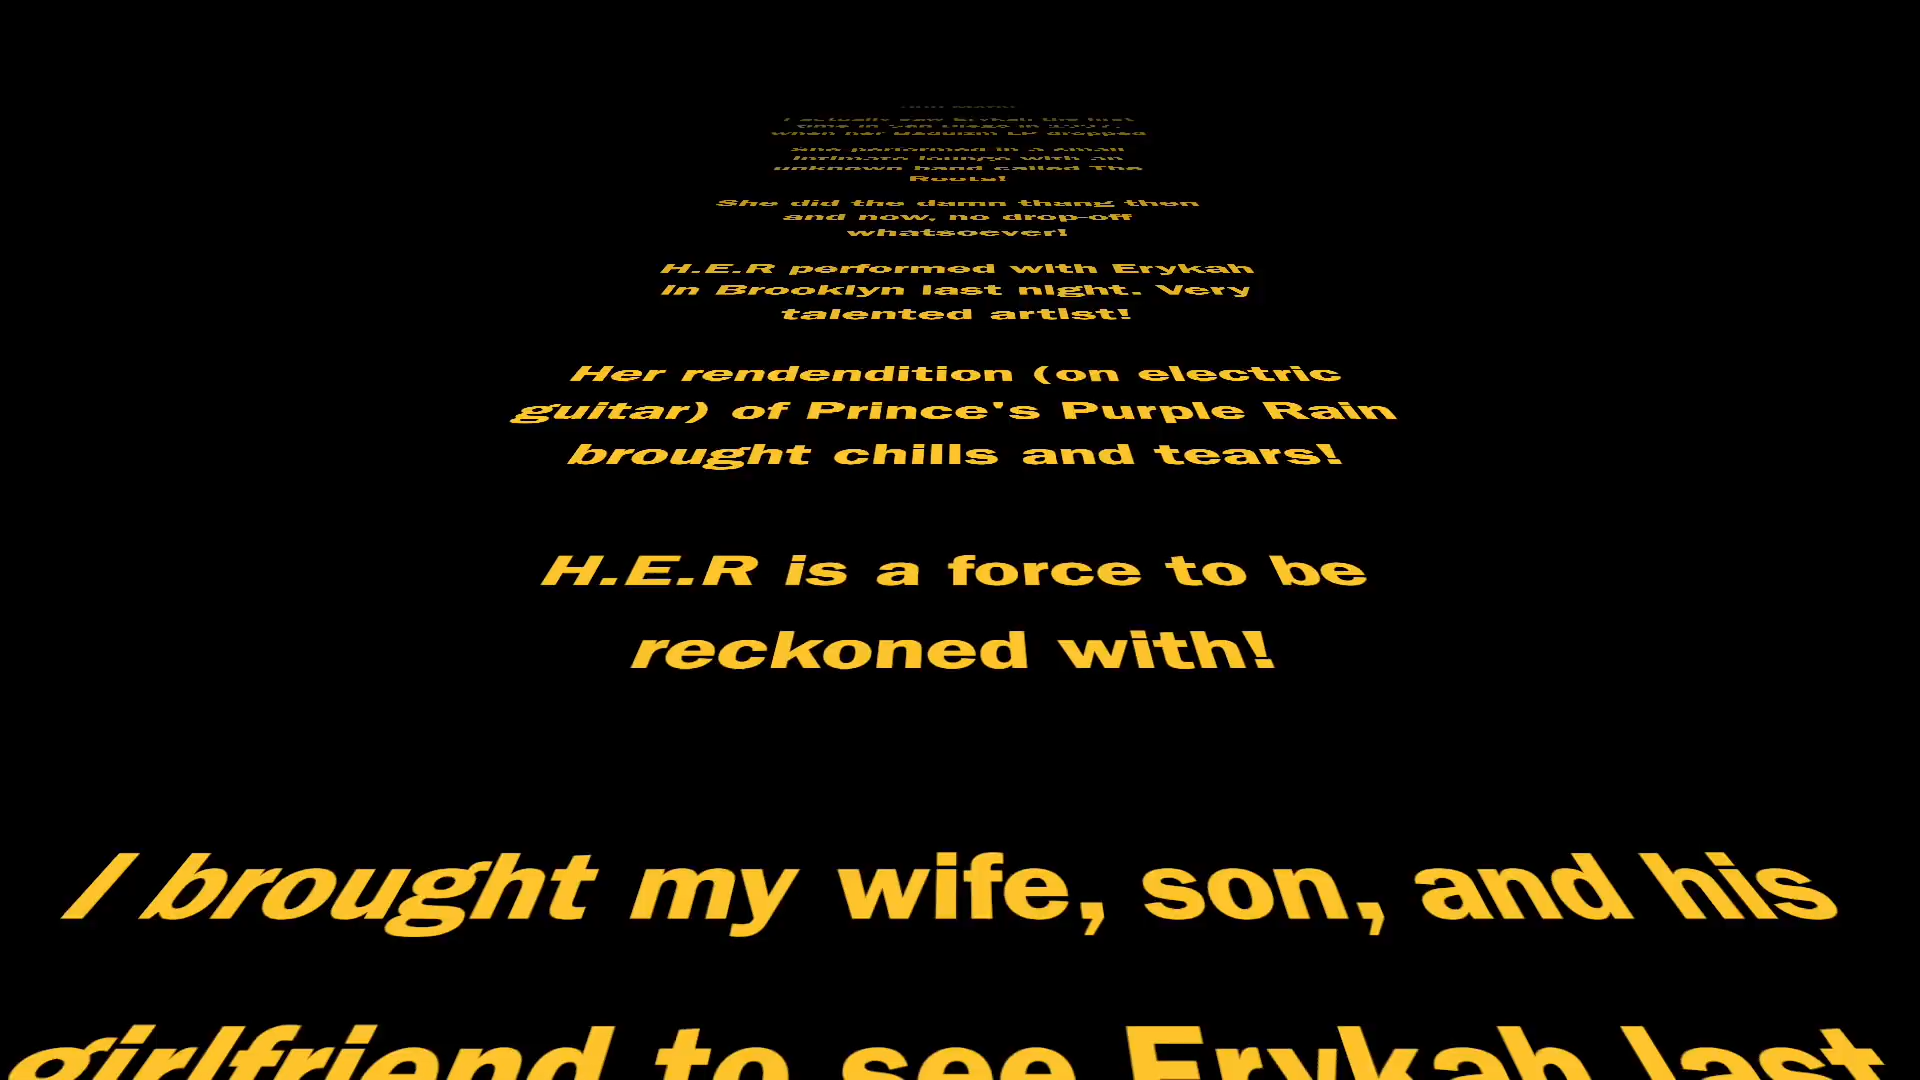 I actually saw Erykah the first
time in San Diego in 1997,
when her Baduizm LP dropped
She performed in a small
intimate lounge with an
unknown band called The
Roots!
She did the damn thang then
and now, no drop-off
whatsoever!
H.E.R performed with Erykah
in Brooklyn last night. Very
talented artist!
Her rendendition (on electric
guitar) of Prince's Purple Rain
brought chills and tears!
H.E.R is a force to be
reckoned with!
I brought my wife, son, and his
girlfriend to see Erykah last